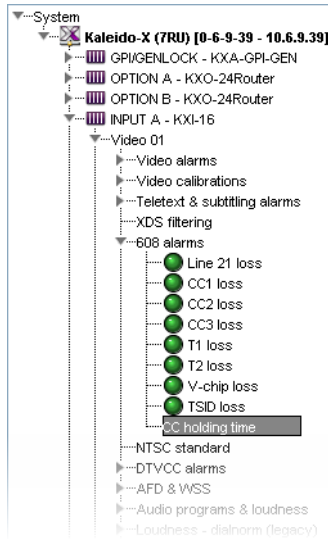 System
Kaleido-X (7RU) [0-6-9-39 - 10.6.9.39]
GPI/GENLOCK - KXA-GPI-GEN
OPTION A - KXO-24Router
OPTION B - KXO-24Router
INPUT A - KXI-16
Video 01
Video alarms
Video calibrations
Teletext & subtitling alarms
XDS filtering
608 alarms
Line 21 loss
CC1 loss
CC2 loss
CC3 loss
T1 loss
T2 loss
V-chip loss
TSID loss
CC holding time
NTSC standard
DTVCC alarms
AFD & WSS
Audio programs & loudness
Loudness - dialnorm (legacy)